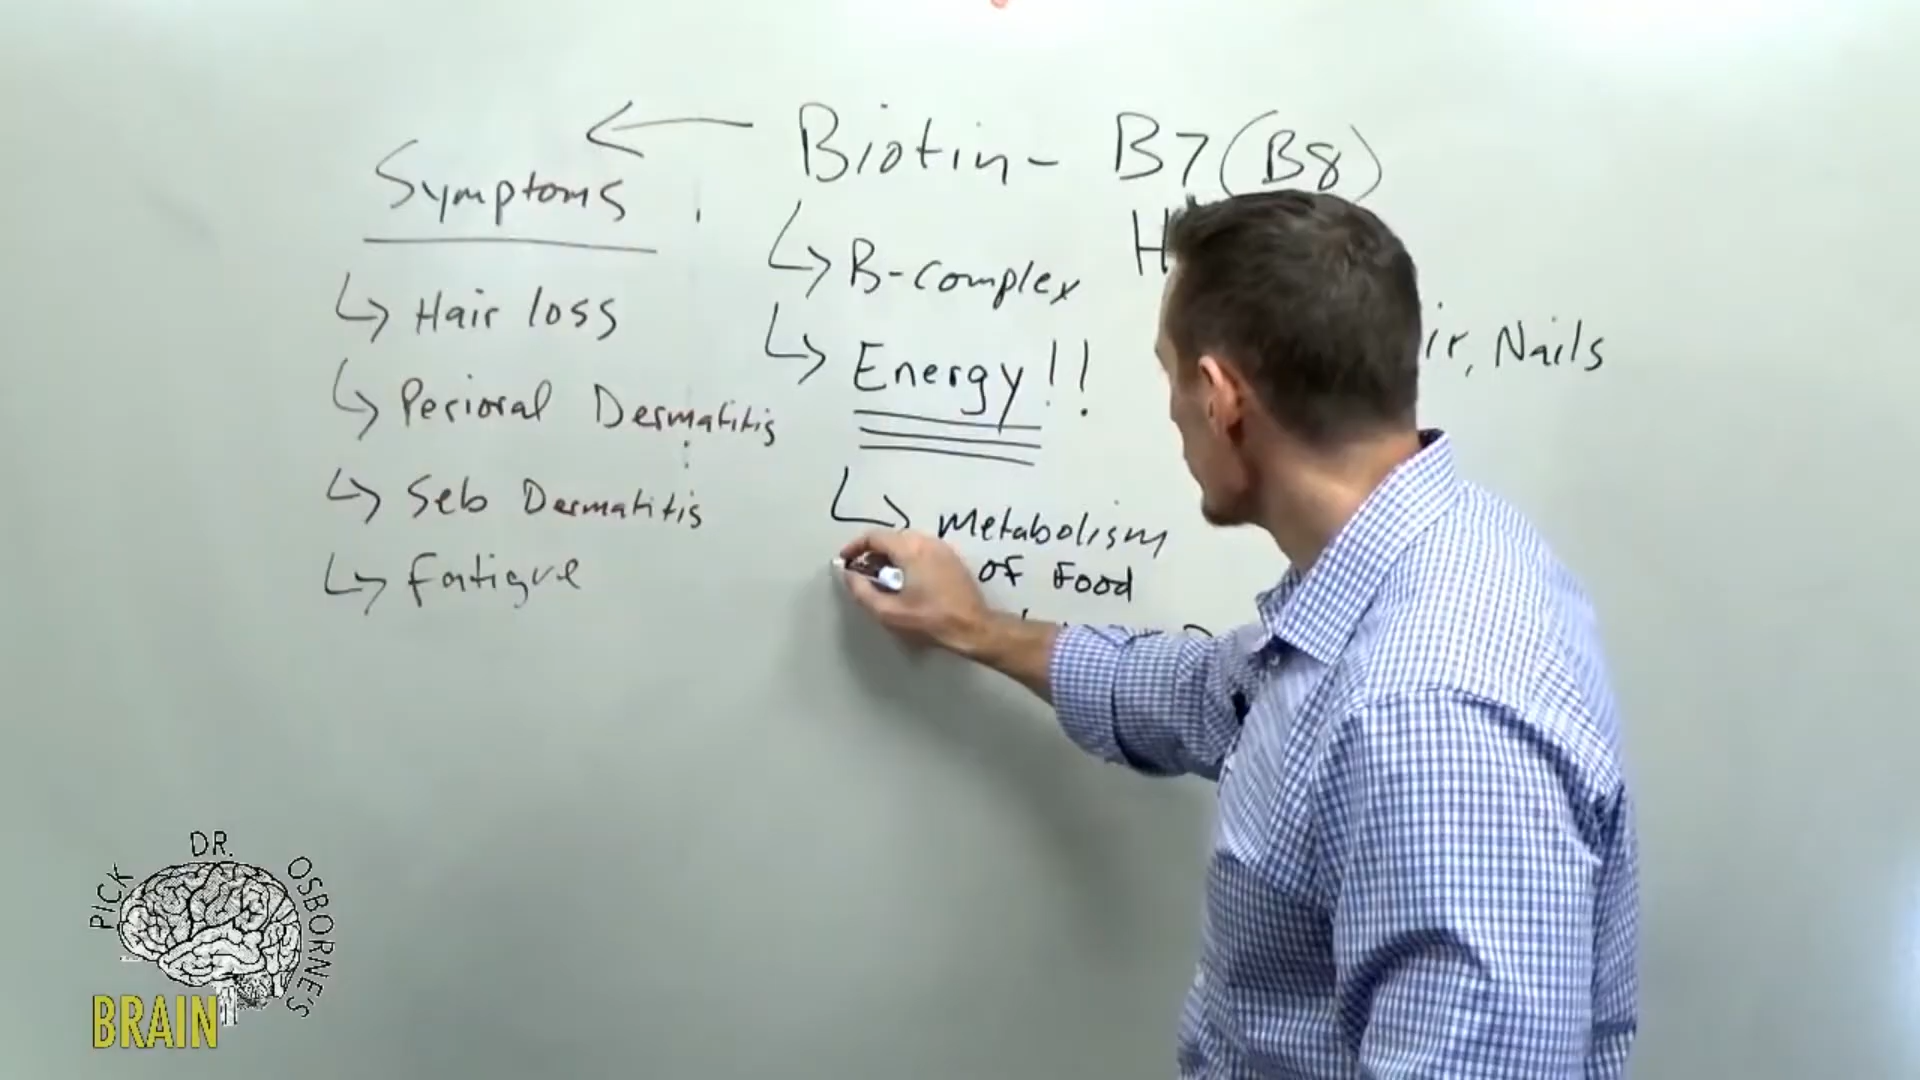 Biotin - B7 (B8)
Symptoms
Hair loss
Perioral Dermatitis
Seb Dermatitis
Fatigue
B-complex
Energy!!
Metabolism
of Food
H
ir, Nails
PICK DR. OSBORNE'S
BRAIN